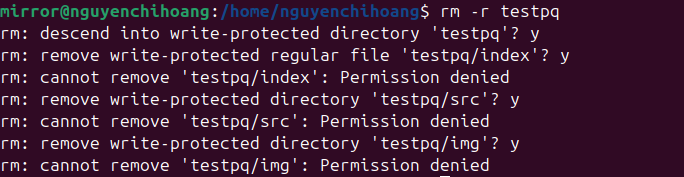 mirror@nguyenchihoang:/home/nguyenchihoang$ rm -r testpq
rm: descend into write-protected directory 'testpq'? y
rm: remove write-protected regular file 'testpq/index'? y
rm: cannot remove 'testpq/index': Permission denied
rm: remove write-protected directory 'testpq/src'? y
rm: cannot remove 'testpq/src': Permission denied
rm: remove write-protected directory 'testpq/img'? y
rm: cannot remove 'testpq/img': Permission denied